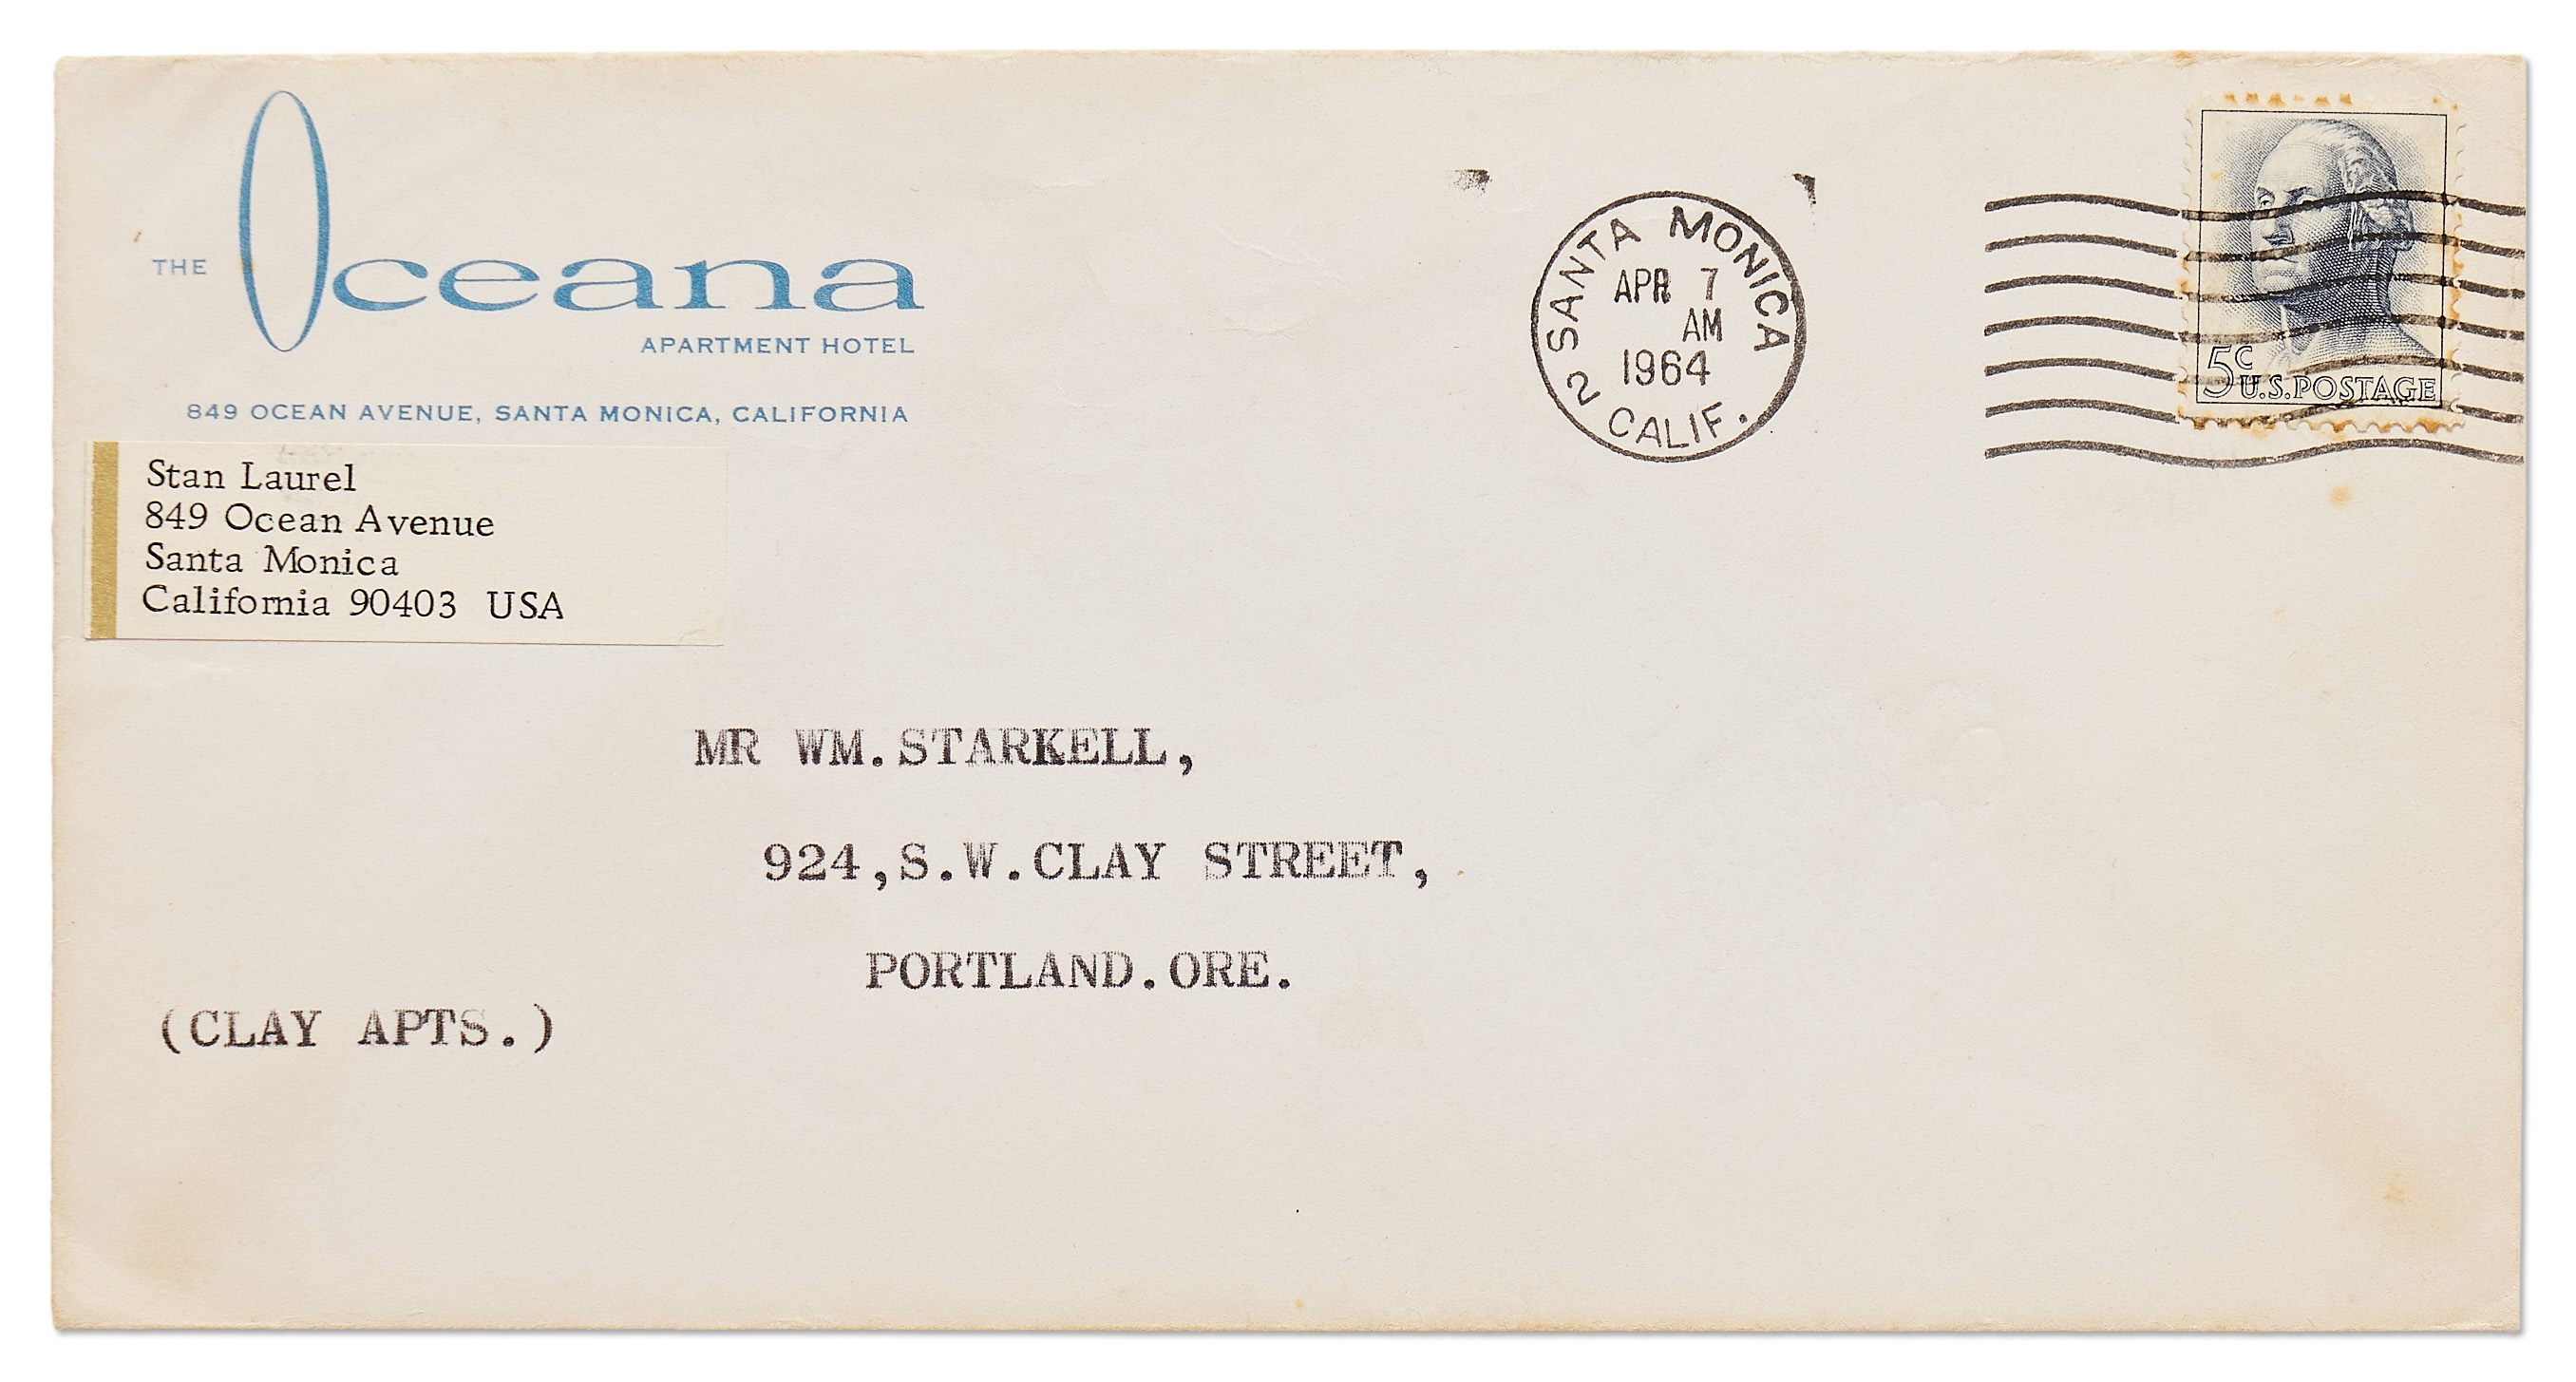 THE Oceana
APARTMENT HOTEL
849 OCEAN AVENUE, SANTA MONICA, CALIFORNIA
Stan Laurel
849 Ocean Avenue
Santa Monica
California 90403 USA
SANTA MONICA
APR 7
AM
1964
2 CALIF.
5c
U.S.POSTAGE
MR WM.STARKELL,
924,S.W.CLAY STREET,
PORTLAND.ORE.
(CLAY APTS.)